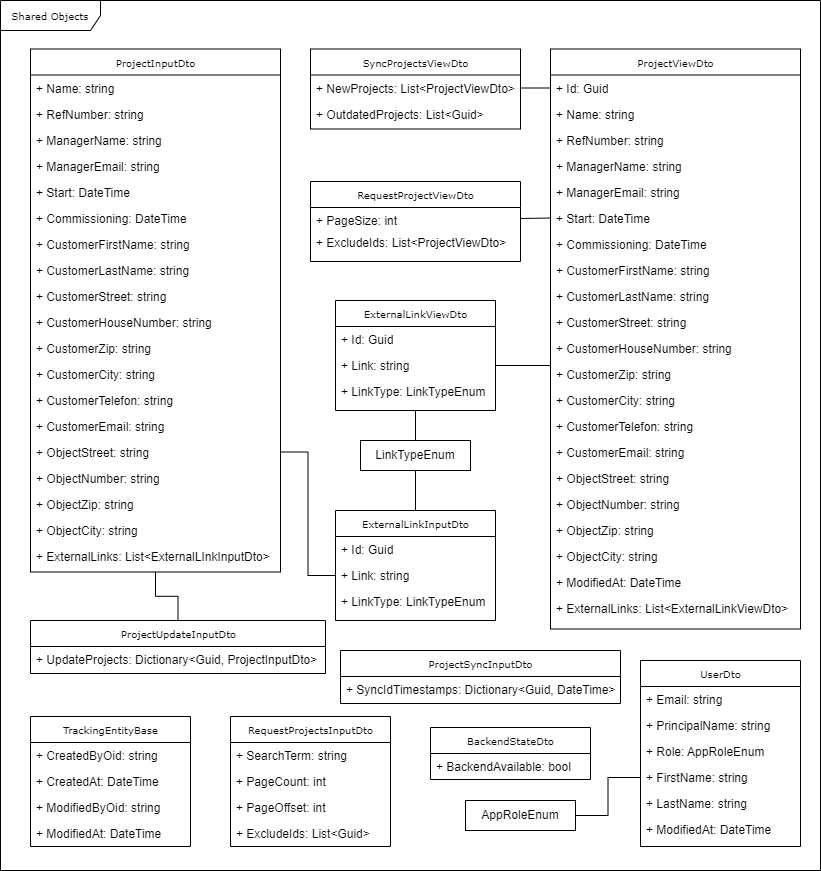 Shared Objects
ProjectInputDto
+ Name: string
+ RefNumber: string
+ ManagerName: string
+ ManagerEmail: string
+ Start: DateTime
+ Commissioning: DateTime
+ CustomerFirstName: string
+ CustomerLastName: string
+ CustomerStreet: string
+ CustomerHouseNumber: string
+ CustomerZip: string
+ CustomerCity: string
+ CustomerTelefon: string
+ CustomerEmail: string
+ ObjectStreet: string
+ ObjectNumber: string
+ ObjectZip: string
+ ObjectCity: string
+ ExternalLinks: List<ExternalLInkInputDto>
SyncProjectsViewDto
+ NewProjects: List<ProjectViewDto>
+ OutdatedProjects: List<Guid>
RequestProjectViewDto
+ PageSize: int
+ ExcludeIds: List<ProjectViewDto>
ExternalLinkViewDto
+ Id: Guid
+ Link: string
+ LinkType: LinkTypeEnum
LinkTypeEnum
ExternalLinkInputDto
+ Id: Guid
+ Link: string
+ LinkType: LinkTypeEnum
ProjectViewDto
+ Id: Guid
+ Name: string
+ RefNumber: string
+ ManagerName: string
+ ManagerEmail: string
+ Start: DateTime
+ Commissioning: DateTime
+ CustomerFirstName: string
+ CustomerLastName: string
+ CustomerStreet: string
+ CustomerHouseNumber: string
+ CustomerZip: string
+ CustomerCity: string
+ CustomerTelefon: string
+ CustomerEmail: string
+ ObjectStreet: string
+ ObjectNumber: string
+ ObjectZip: string
+ ObjectCity: string
+ ModifiedAt: DateTime
+ ExternalLinks: List<ExternalLinkViewDto>
ProjectUpdateInputDto
+ UpdateProjects: Dictionary<Guid, ProjectInputDto>
ProjectSyncInputDto
+ SyncIdTimestamps: Dictionary<Guid, DateTime>
UserDto
+ Email: string
+ PrincipalName: string
+ Role: AppRoleEnum
+ FirstName: string
+ LastName: string
+ ModifiedAt: DateTime
TrackingEntityBase
+ CreatedByOid: string
+ CreatedAt: DateTime
+ ModifiedByOid: string
+ ModifiedAt: DateTime
RequestProjectsInputDto
+ SearchTerm: string
+ PageCount: int
+ PageOffset: int
+ ExcludeIds: List<Guid>
BackendStateDto
+ BackendAvailable: bool
AppRoleEnum